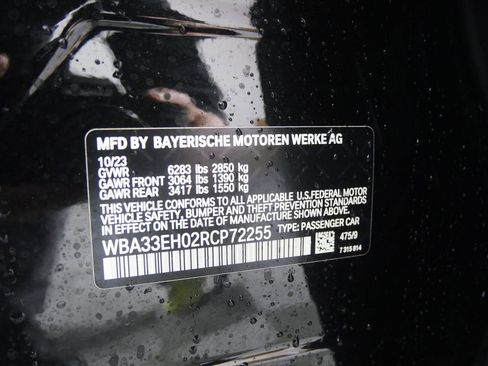 MFD BY BAYERISCHE MOTOREN WERKE AG
10/23
GVWR 6283 lbs 2850 kg
GAWR FRONT 3064 lbs 1390 kg
GAWR REAR 3417 lbs 1550 kg
THIS VEHICLE CONFORMS TO ALL APPLICABLE U.S.FEDERAL MOTOR
VEHICLE SAFETY, BUMPER AND THEFT PREVENTION STANDARDS
IN EFFECT ON THE DATE OF MANUFACTURE SHOWN ABOVE.
WBA33EH02RCP72255 TYPE: PASSENGER CAR
475/9
7 315 814